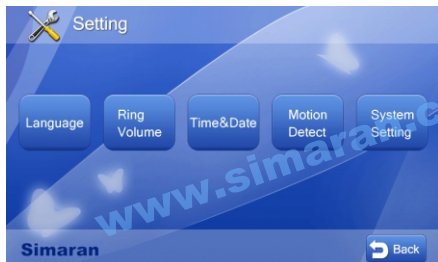 Setting
Language
Ring
Volume
Time&Date
Motion
Detect
System
Setting
www.simaran.c
Simaran
Back